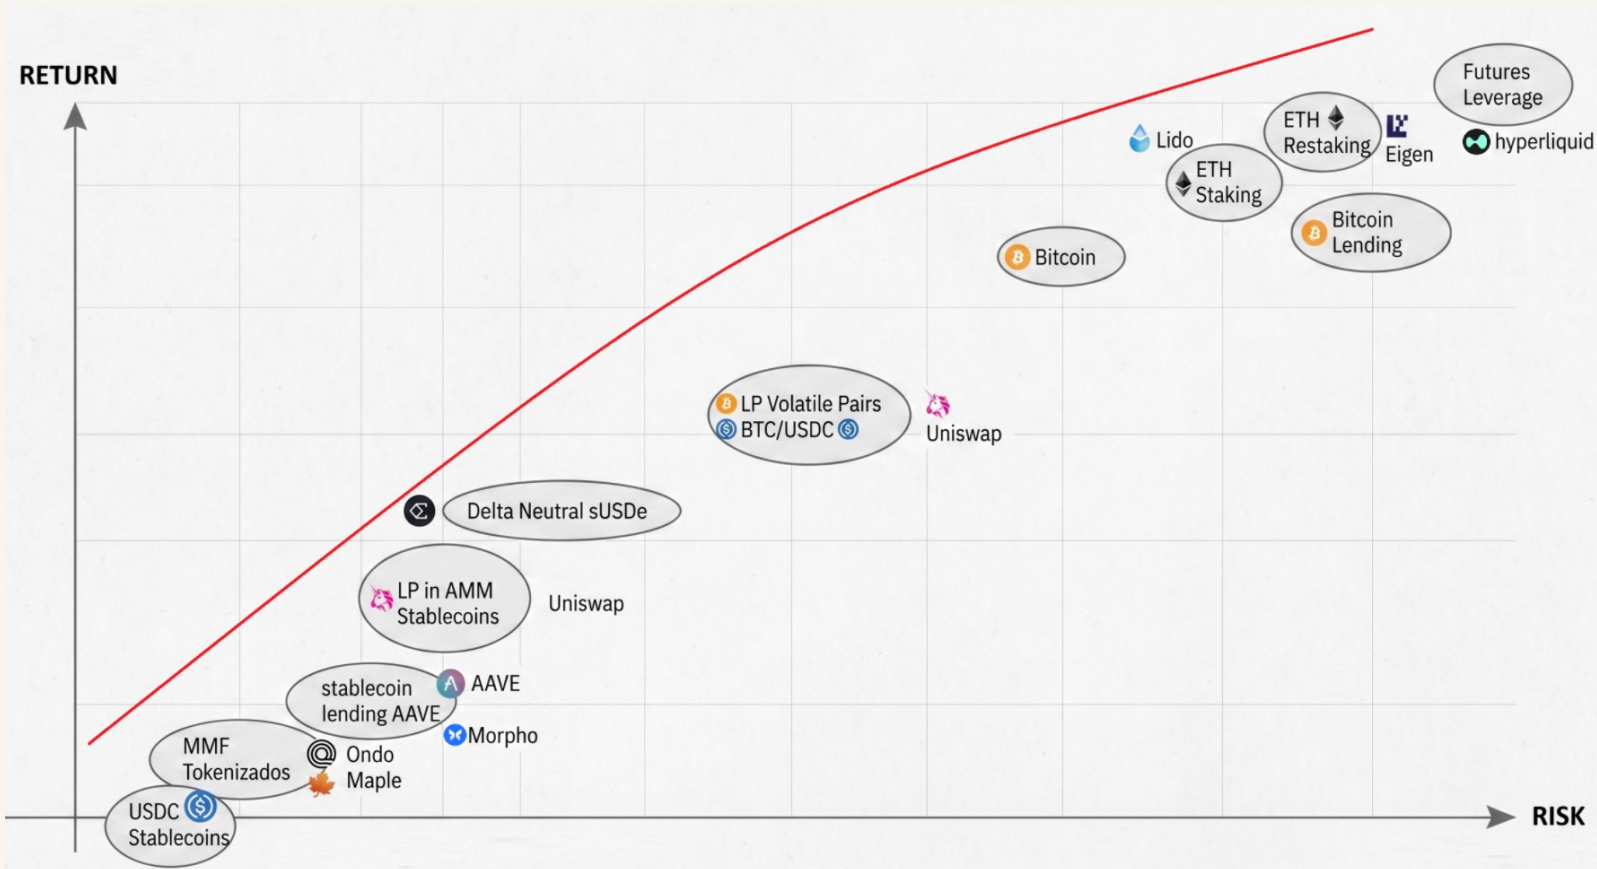 RETURN
Futures
Leverage
hyperliquid
ETH
Restaking
Eigen
Lido
ETH
Staking
Bitcoin
Lending
Bitcoin
LP Volatile Pairs
BTC/USDC
Uniswap
Delta Neutral sUSDe
LP in AMM
Stablecoins
Uniswap
stablecoin
lending AAVE
AAVE
Morpho
MMF
Tokenizados
Ondo
Maple
USDC
Stablecoins
RISK